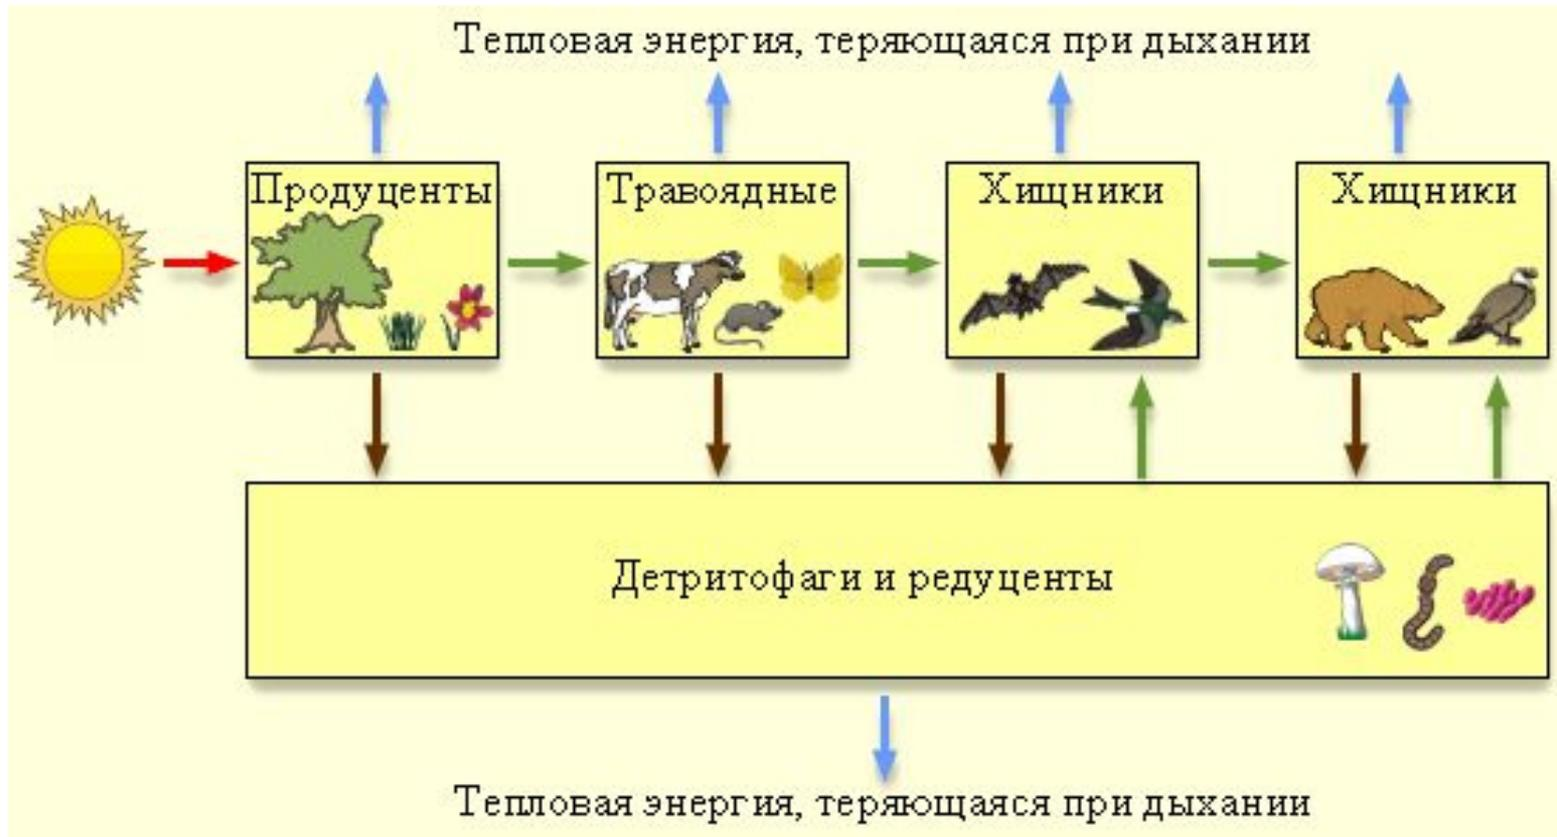 Тепловая энергия, теряющаяся при дыхании
Продуценты
Травоядные
Хищники
Хищники
Детритофаги и редуценты
Тепловая энергия, теряющаяся при дыхании